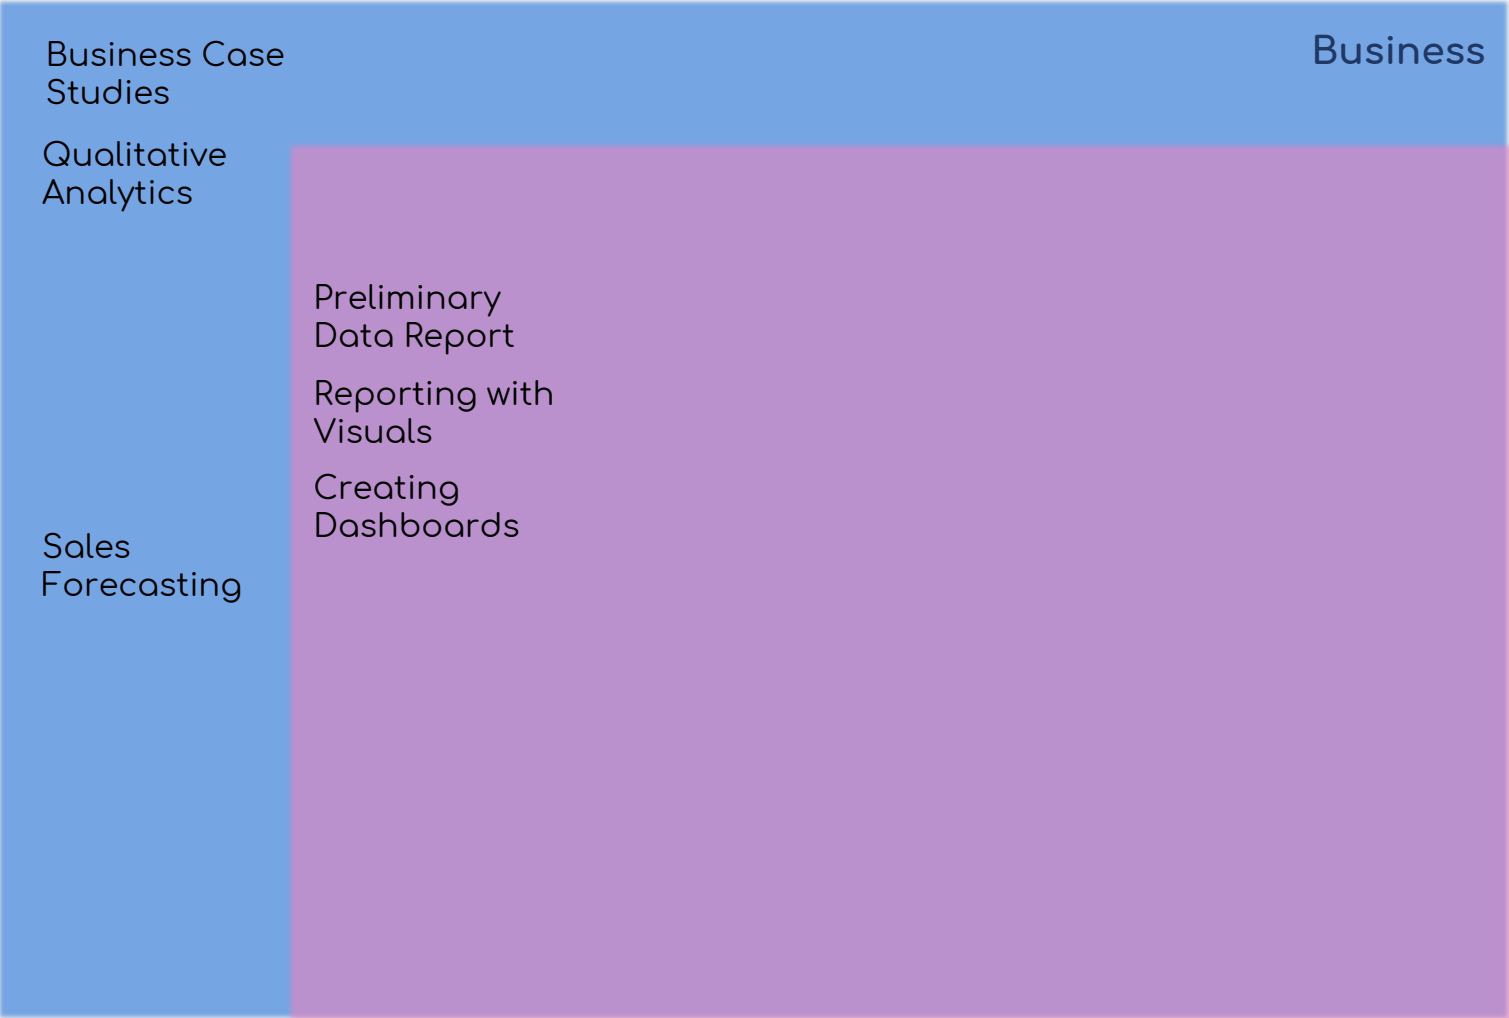 Business Case
Studies
Business
Qualitative
Analytics
Preliminary
Data Report
Reporting with
Visuals
Creating
Dashboards
Sales
Forecasting